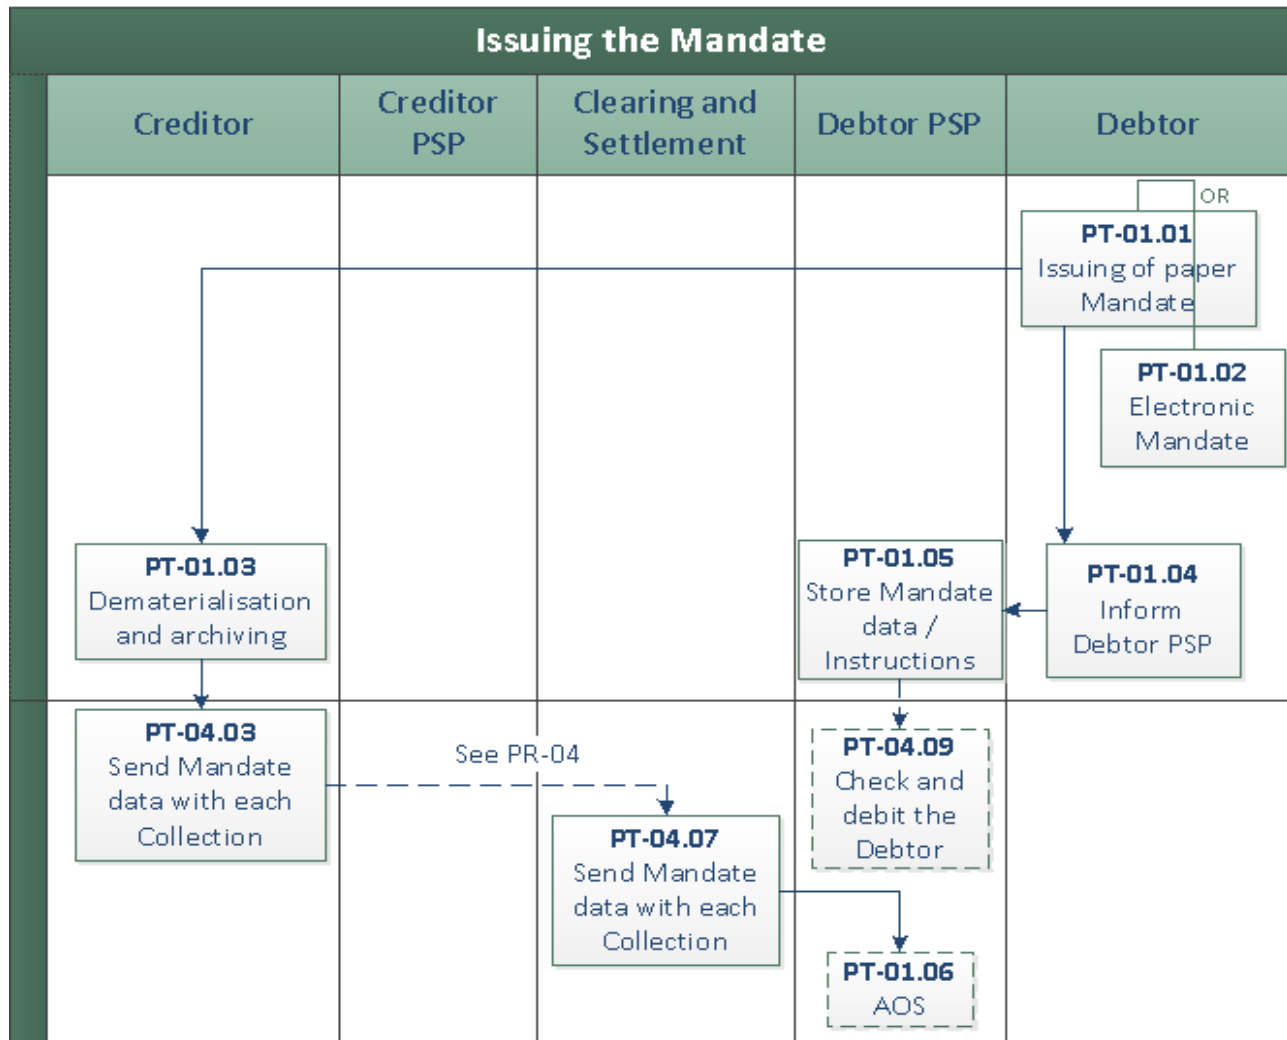 Issuing the Mandate
Creditor
Creditor
PSP
Clearing and
Settlement
Debtor PSP
Debtor
OR
PT-01.01
Issuing of paper
Mandate
PT-01.02
Electronic
Mandate
PT-01.03
Dematerialisation
and archiving
PT-01.05
Store Mandate
data /
Instructions
PT-01.04
Inform
Debtor PSP
PT-04.03
Send Mandate
data with each
Collection
See PR-04
PT-04.07
Send Mandate
data with each
Collection
PT-04.09
Check and
debit the
Debtor
PT-01.06
AOS